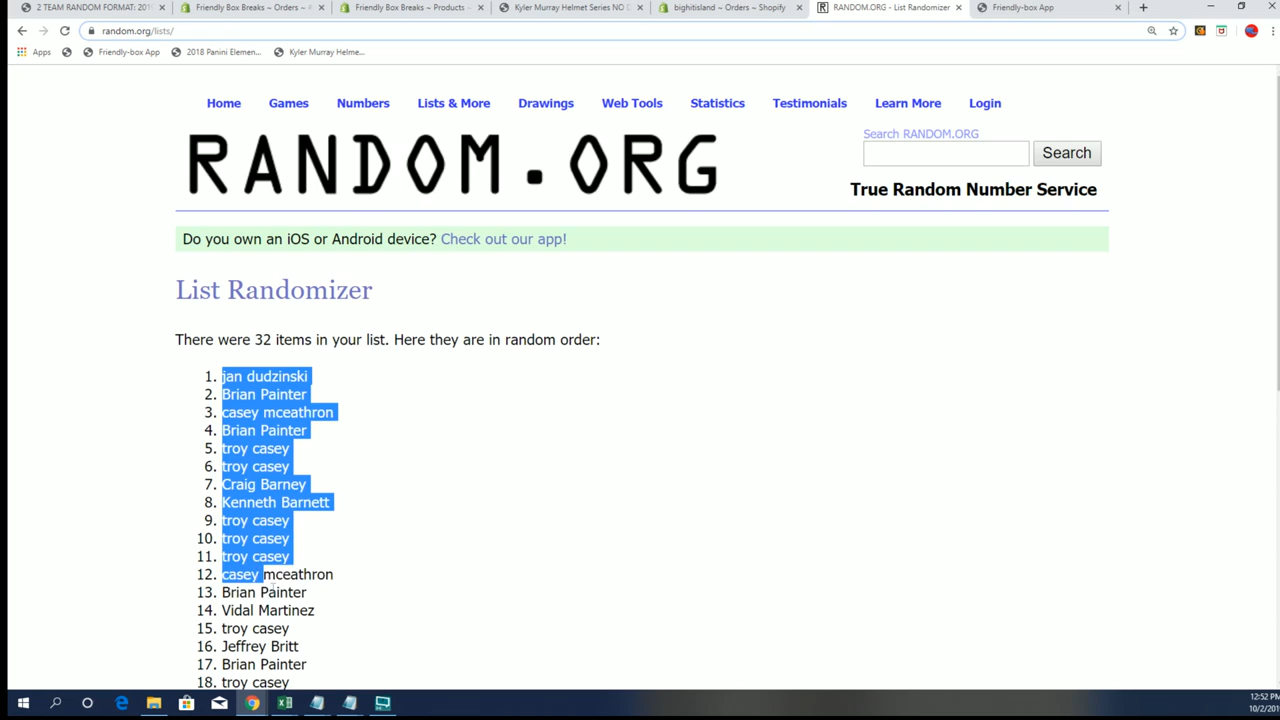 2 TEAM RANDOM FORMAT: 201
Friendly Box Breaks ~ Orders ~
Friendly Box Breaks ~ Products ~
Kyler Murray Helmet Series NO D
bighitisland ~ Orders ~ Shopify
RANDOM.ORG - List Randomizer
Friendly-box App
random.org/lists/
Apps
Friendly-box App
2018 Panini Elemen...
Kyler Murray Helme...
Home
Games
Numbers
Lists & More
Drawings
Web Tools
Statistics
Testimonials
Learn More
Login
RANDOM.ORG
Search RANDOM.ORG
Search
True Random Number Service
Do you own an iOS or Android device? Check out our app!
List Randomizer
There were 32 items in your list. Here they are in random order:
1. jan dudzinski
2. Brian Painter
3. casey mceathron
4. Brian Painter
5. troy casey
6. troy casey
7. Craig Barney
8. Kenneth Barnett
9. troy casey
10. troy casey
11. troy casey
12. casey mceathron
13. Brian Painter
14. Vidal Martinez
15. troy casey
16. Jeffrey Britt
17. Brian Painter
18. troy casey
12:52 PM
10/2/201